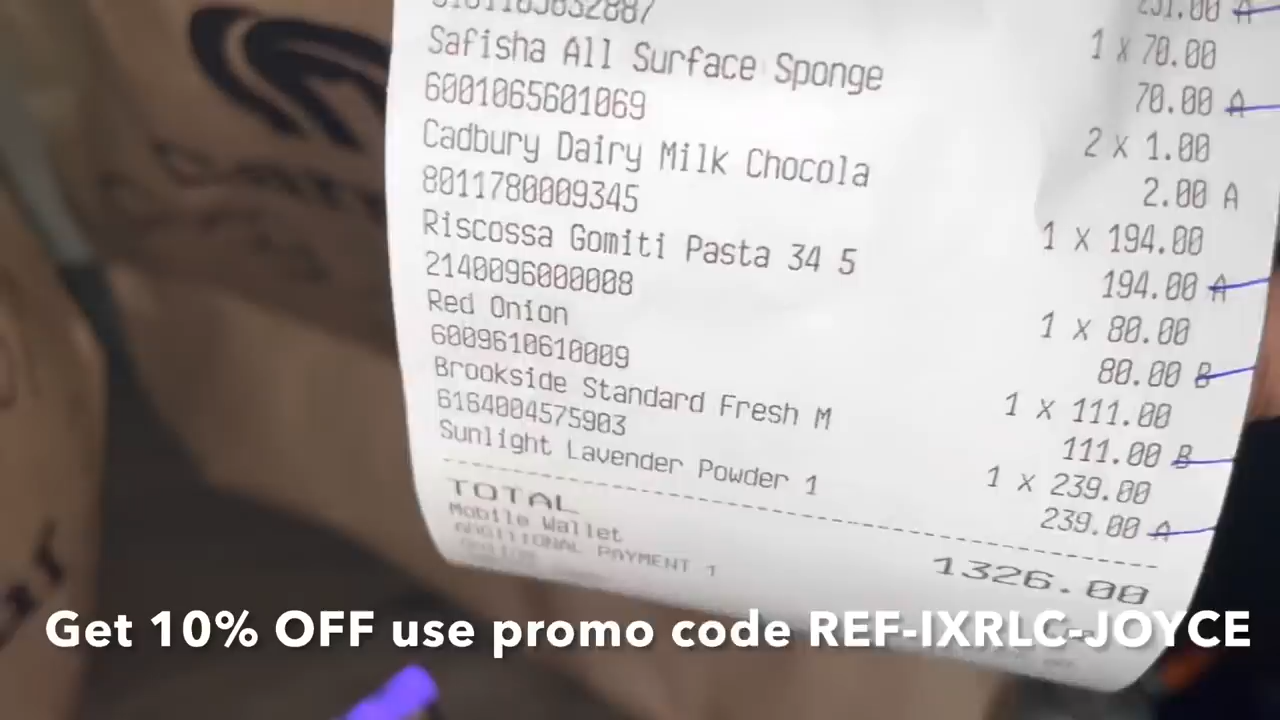 6161105032887
231.00 A
1 x 70.00
Safisha All Surface Sponge
70.00 A
6001065601069
2 x 1.00
Cadbury Dairy Milk Chocola
2.00 A
8011780009345
1 x 194.00
Riscossa Gomiti Pasta 34 5
194.00 A
2140096000008
1 x 80.00
Red Onion
80.00 B
6009610610009
1 x 111.00
Brookside Standard Fresh M
111.00 B
6164004575903
1 x 239.00
Sunlight Lavender Powder 1
239.00 A
TOTAL
1326.00
Mobile Wallet
ADDITIONAL PAYMENT 1
Get 10% OFF use promo code REF-IXRLC-JOYCE